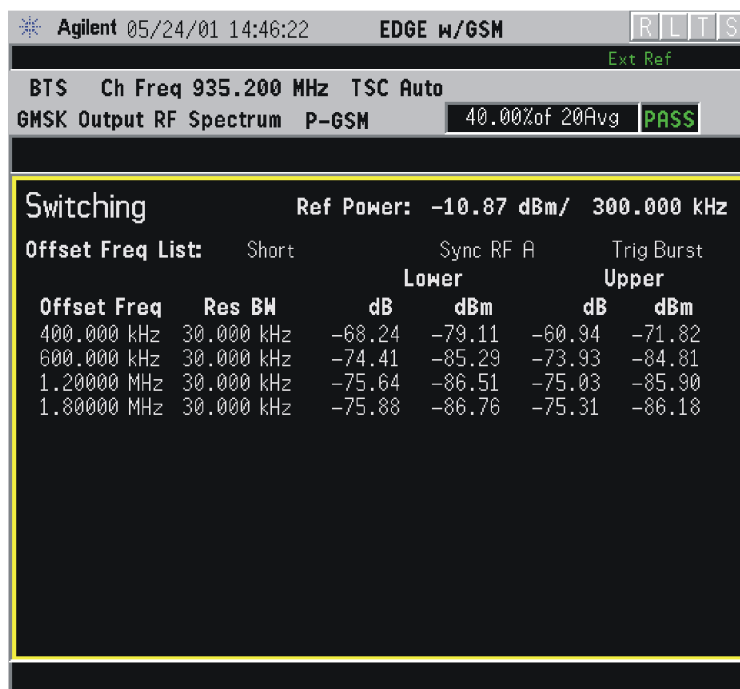 Agilent 05/24/01 14:46:22 EDGE w/GSM R L T S
Ext Ref
BTS Ch Freq 935.200 MHz TSC Auto
GMSK Output RF Spectrum P-GSM 40.00%of 20Avg PASS
Switching Ref Power: -10.87 dBm/ 300.000 kHz
Offset Freq List: Short Sync RF A Trig Burst
Lower Upper
Offset Freq Res BW dB dBm dB dBm
400.000 kHz 30.000 kHz -68.24 -79.11 -60.94 -71.82
600.000 kHz 30.000 kHz -74.41 -85.29 -73.93 -84.81
1.20000 MHz 30.000 kHz -75.64 -86.51 -75.03 -85.90
1.80000 MHz 30.000 kHz -75.88 -86.76 -75.31 -86.18